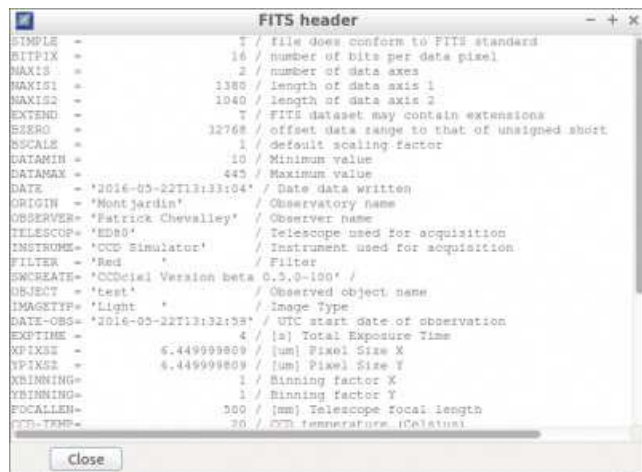 FITS header
SIMPLE = T / file does conform to FITS standard
BITPIX = 16 / number of bits per data pixel
NAXIS = 2 / number of data axes
NAXIS1 = 1380 / length of data axis 1
NAXIS2 = 1040 / length of data axis 2
EXTEND = T / FITS dataset may contain extensions
BZERO = 32768 / offset data range to that of unsigned short
BSCALE = 1 / default scaling factor
DATAMIN = 10 / Minimum value
DATAMAX = 445 / Maximum value
DATE = '2016-05-22T13:33:04' / Date data written
ORIGIN = 'Montjardin' / Observatory name
OBSERVER= 'Patrick Chevalley' / Observer name
TELESCOP= 'ED80' / Telescope used for acquisition
INSTRUME= 'CCD Simulator' / Instrument used for acquisition
FILTER = 'Red ' / Filter
SWCREATE= 'CCDciel Version beta 0.5.0-100' /
OBJECT = 'test' / Observed object name
IMAGETYP= 'Light ' / Image Type
DATE-OBS= '2016-05-22T13:32:59' / UTC start date of observation
EXPTIME = 4 / [s] Total Exposure Time
XPIXSZ = 6.449999809 / [um] Pixel Size X
YPIXSZ = 6.449999809 / [um] Pixel Size Y
XBINNING= 1 / Binning factor X
YBINNING= 1 / Binning factor Y
FOCALLEN= 500 / [mm] Telescope focal length
CCD-TEMP= 20 / CCD temperature (Celsius)
Close